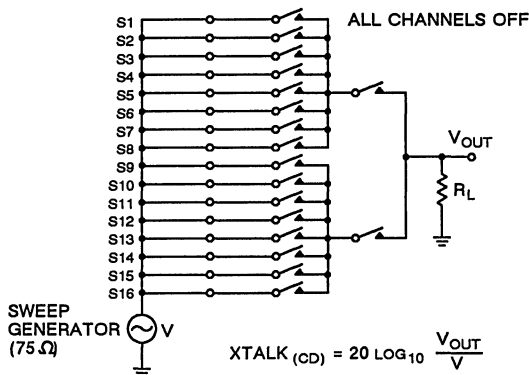 S1
ALL CHANNELS OFF
S2
S3
S4
S5
S6
S7
S8
S9
S10
S11
S12
S13
S14
S15
S16
VOUT
RL
SWEEP
GENERATOR
(75 Ω)
V
XTALK (CD) = 20 LOG10 VOUT
V